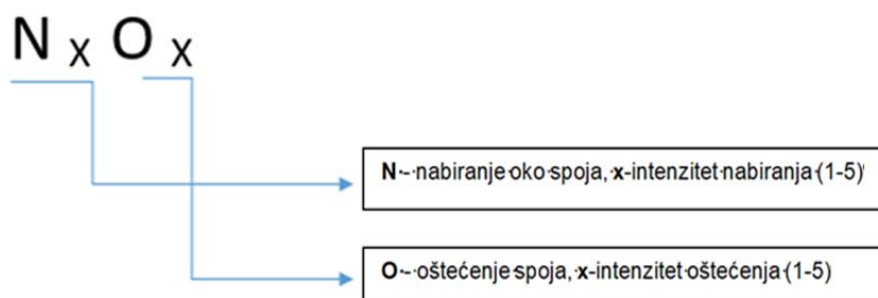 N x O x
N-nabiranje oko spoja, x-intenzitet nabiranja (1-5)
O-oštećenje spoja, x-intenzitet oštećenja (1-5)